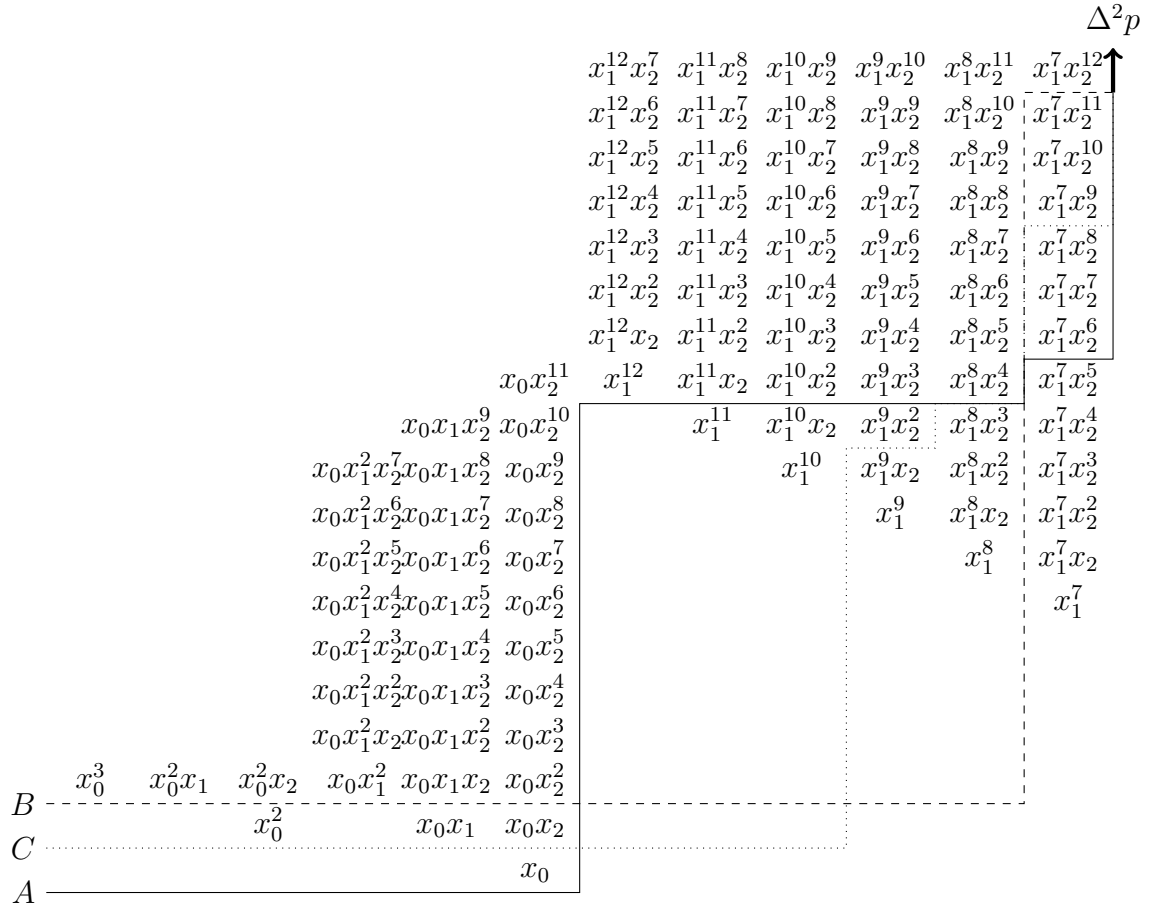 $\Delta^2 p$
$x_1^{12}x_2^7$ $x_1^{11}x_2^8$ $x_1^{10}x_2^9$ $x_1^9x_2^{10}$ $x_1^8x_2^{11}$ $x_1^7x_2^{12}$
$x_1^{12}x_2^6$ $x_1^{11}x_2^7$ $x_1^{10}x_2^8$ $x_1^9x_2^9$ $x_1^8x_2^{10}$ $x_1^7x_2^{11}$
$x_1^{12}x_2^5$ $x_1^{11}x_2^6$ $x_1^{10}x_2^7$ $x_1^9x_2^8$ $x_1^8x_2^9$ $x_1^7x_2^{10}$
$x_1^{12}x_2^4$ $x_1^{11}x_2^5$ $x_1^{10}x_2^6$ $x_1^9x_2^7$ $x_1^8x_2^8$ $x_1^7x_2^9$
$x_1^{12}x_2^3$ $x_1^{11}x_2^4$ $x_1^{10}x_2^5$ $x_1^9x_2^6$ $x_1^8x_2^7$ $x_1^7x_2^8$
$x_1^{12}x_2^2$ $x_1^{11}x_2^3$ $x_1^{10}x_2^4$ $x_1^9x_2^5$ $x_1^8x_2^6$ $x_1^7x_2^7$
$x_1^{12}x_2$ $x_1^{11}x_2^2$ $x_1^{10}x_2^3$ $x_1^9x_2^4$ $x_1^8x_2^5$ $x_1^7x_2^6$
$x_0x_2^{11}$ $x_1^{12}$ $x_1^{11}x_2$ $x_1^{10}x_2^2$ $x_1^9x_2^3$ $x_1^8x_2^4$ $x_1^7x_2^5$
$x_0x_1x_2^9$ $x_0x_2^{10}$ $x_1^{11}$ $x_1^{10}x_2$ $x_1^9x_2^2$ $x_1^8x_2^3$ $x_1^7x_2^4$
$x_0x_1^2x_2^7$ $x_0x_1x_2^8$ $x_0x_2^9$ $x_1^{10}$ $x_1^9x_2$ $x_1^8x_2^2$ $x_1^7x_2^3$
$x_0x_1^2x_2^6$ $x_0x_1x_2^7$ $x_0x_2^8$ $x_1^9$ $x_1^8x_2$ $x_1^7x_2^2$
$x_0x_1^2x_2^5$ $x_0x_1x_2^6$ $x_0x_2^7$ $x_1^8$ $x_1^7x_2$
$x_0x_1^2x_2^4$ $x_0x_1x_2^5$ $x_0x_2^6$ $x_1^7$
$x_0x_1^2x_2^3$ $x_0x_1x_2^4$ $x_0x_2^5$
$x_0x_1^2x_2^2$ $x_0x_1x_2^3$ $x_0x_2^4$
$x_0x_1^2x_2$ $x_0x_1x_2^2$ $x_0x_2^3$
$x_0^3$ $x_0^2x_1$ $x_0^2x_2$ $x_0x_1^2$ $x_0x_1x_2$ $x_0x_2^2$
$B$
$x_0^2$ $x_0x_1$ $x_0x_2$
$C$
$x_0$
$A$